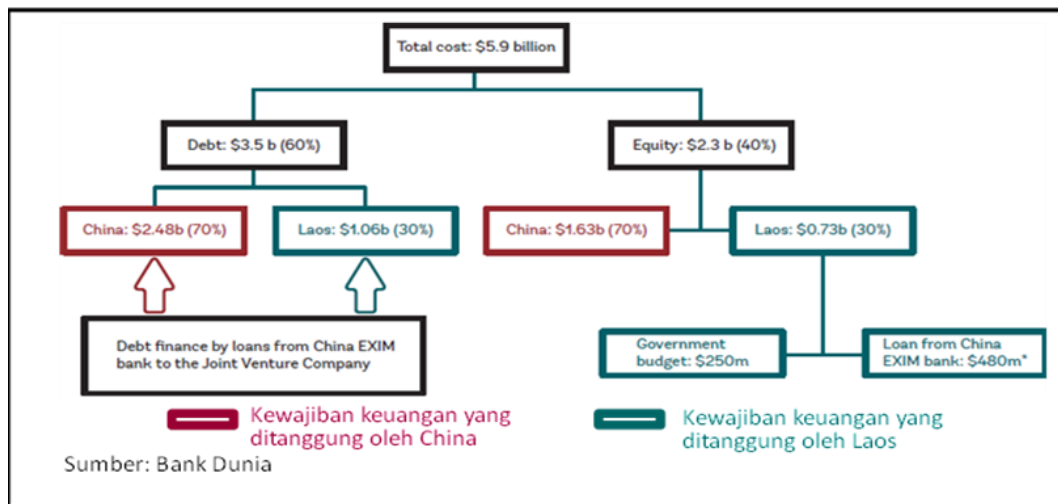 Total cost: $5.9 billion
Debt: $3.5 b (60%)
Equity: $2.3 b (40%)
China: $2.48b (70%)
Laos: $1.06b (30%)
China: $1.63b (70%)
Laos: $0.73b (30%)
Debt finance by loans from China EXIM
bank to the Joint Venture Company
Government
budget: $250m
Loan from China
EXIM bank: $480m*
Kewajiban keuangan yang
ditanggung oleh China
Kewajiban keuangan yang
ditanggung oleh Laos
Sumber: Bank Dunia